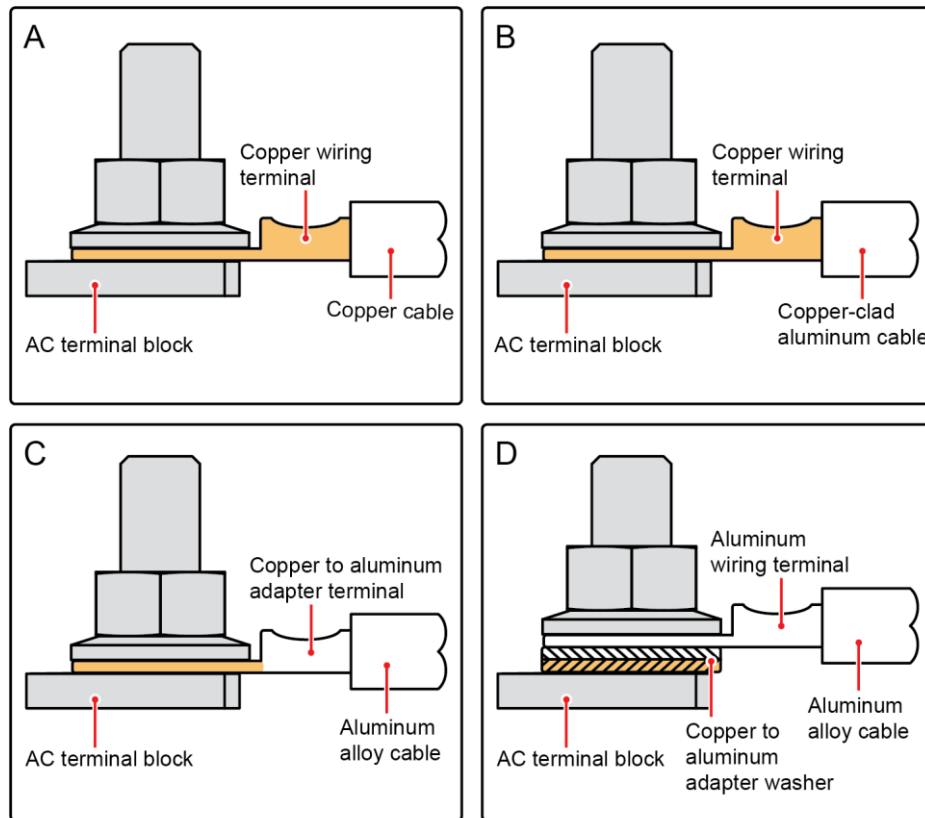 A
Copper wiring
terminal
Copper cable
AC terminal block
B
Copper wiring
terminal
Copper-clad
aluminum cable
AC terminal block
C
Copper to aluminum
adapter terminal
Aluminum
alloy cable
AC terminal block
D
Aluminum
wiring terminal
Aluminum
alloy cable
Copper to
aluminum
adapter washer
AC terminal block